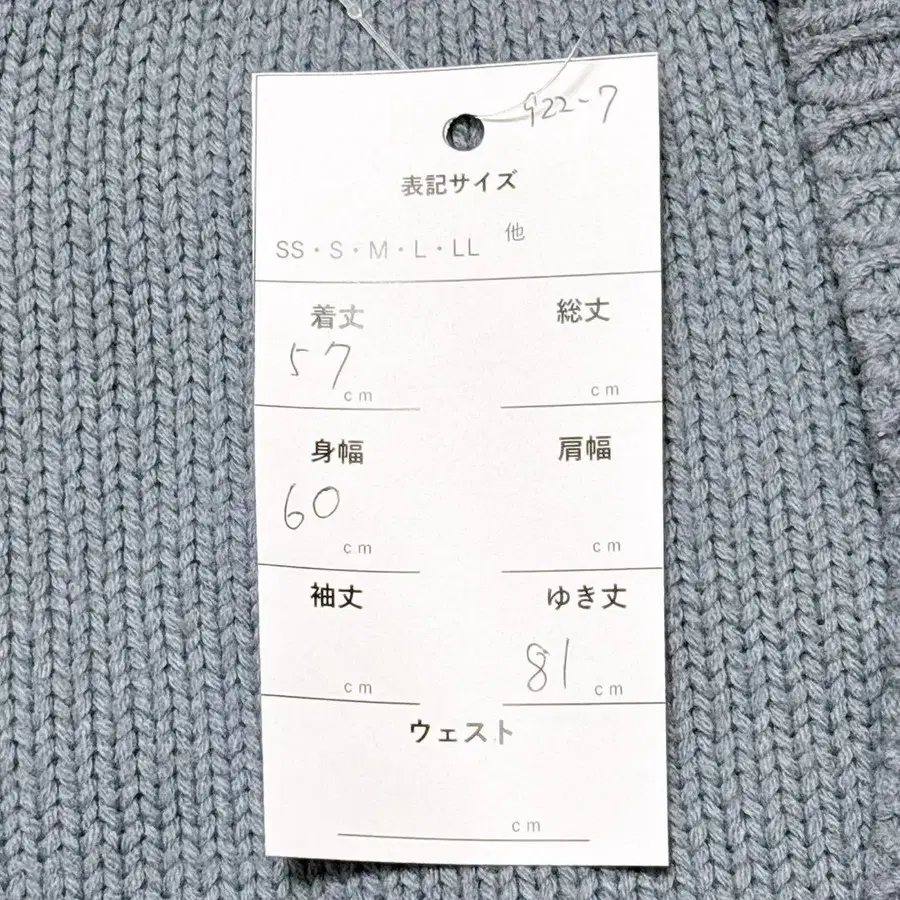 922-7
表記サイズ
SS・S・M・L・LL 他
着丈 総丈
57 cm cm
身幅 肩幅
60 cm cm
袖丈 ゆき丈
cm 81 cm
ウェスト
cm